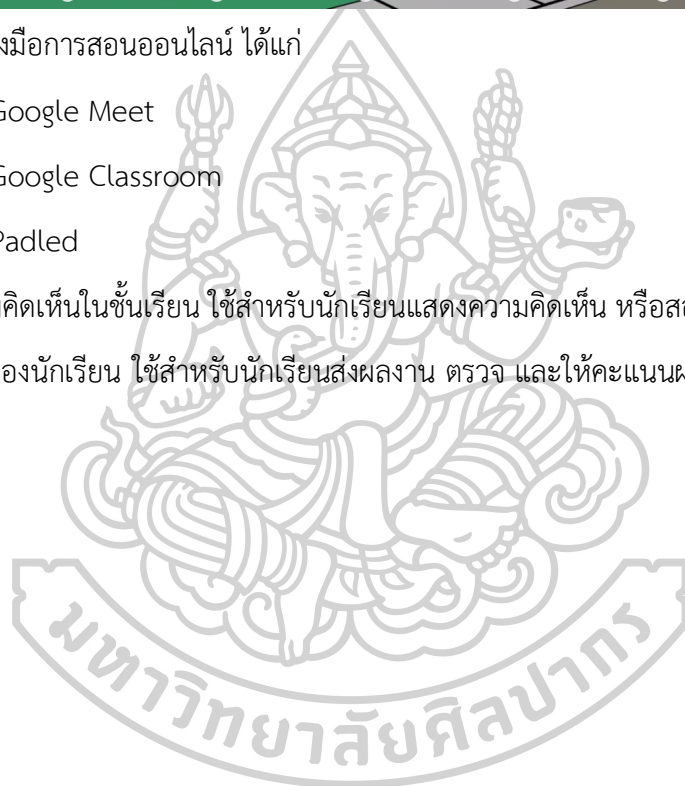 งมือการสอนออนไลน์ ได้แก่
Google Meet
Google Classroom
Padled
คิดเห็นในชั้นเรียน ใช้สำหรับนักเรียนแสดงความคิดเห็น หรือ
องนักเรียน ใช้สำหรับนักเรียนส่งผลงาน ตรวจ และให้คะแนน
มหาวิทยาลัยศิลปากร